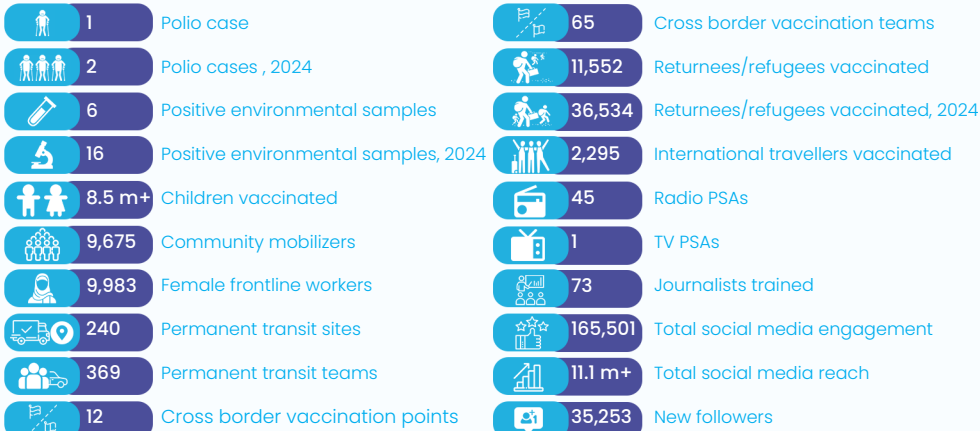 1 Polio case
2 Polio cases , 2024
6 Positive environmental samples
16 Positive environmental samples, 2024
8.5 m+ Children vaccinated
9,675 Community mobilizers
9,983 Female frontline workers
240 Permanent transit sites
369 Permanent transit teams
12 Cross border vaccination points
65 Cross border vaccination teams
11,552 Returnees/refugees vaccinated
36,534 Returnees/refugees vaccinated, 2024
2,295 International travellers vaccinated
45 Radio PSAs
1 TV PSAs
73 Journalists trained
165,501 Total social media engagement
11.1 m+ Total social media reach
35,253 New followers